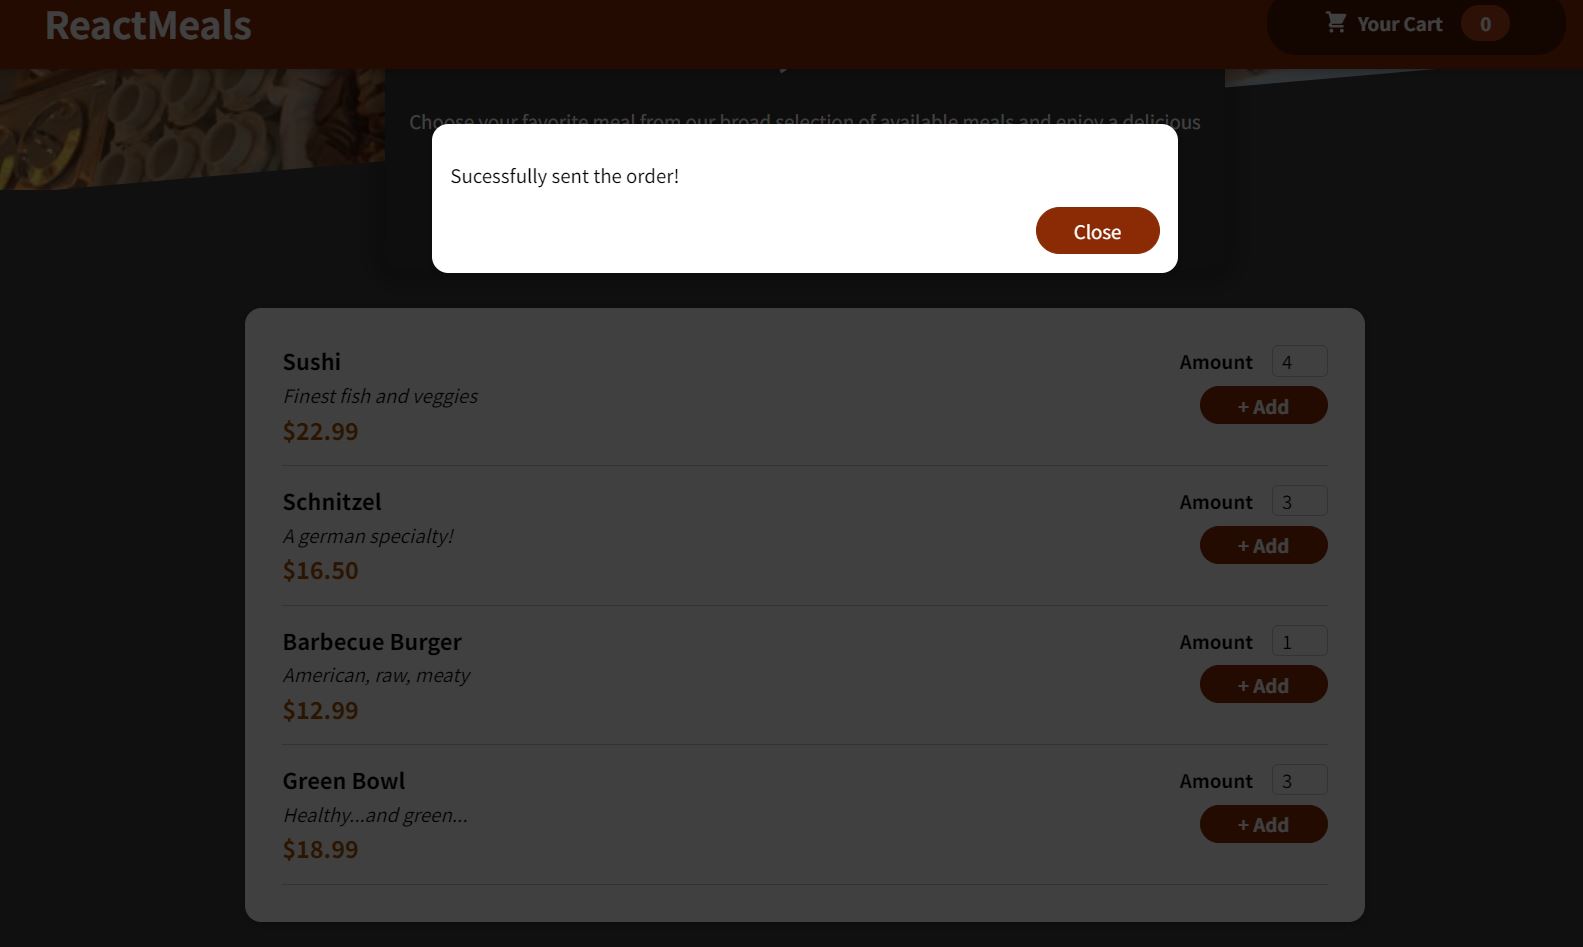 ReactMeals
Your Cart 0
Choose your favorite meal from our broad selection of available meals and enjoy a delicious
Sucessfully sent the order!
Close
Sushi
Amount 4
Finest fish and veggies
+ Add
$22.99
Schnitzel
Amount 3
A german specialty!
+ Add
$16.50
Barbecue Burger
Amount 1
American, raw, meaty
+ Add
$12.99
Green Bowl
Amount 3
Healthy...and green...
+ Add
$18.99